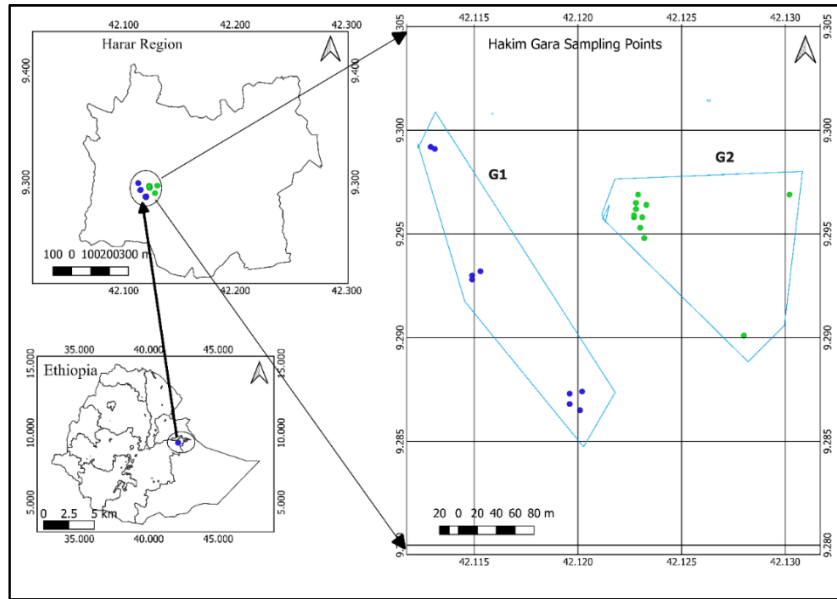 42.100 42.200 42.300
Harar Region
9.400 9.400
9.300 9.300
100 0 100200300 m
42.100 42.200 42.300
35.000 40.000 45.000
Ethiopia
15.000 15.000
10.000 10.000
5.000 5.000
0 2.5 5 km
35.000 40.000 45.000
42.115 42.120 42.125 42.130
9.305 9.305
Hakim Gara Sampling Points
9.300 9.300
G1 G2
9.295 9.295
9.290 9.290
9.285 9.285
20 0 20 40 60 80 m
9.280 9.280
42.115 42.120 42.125 42.130